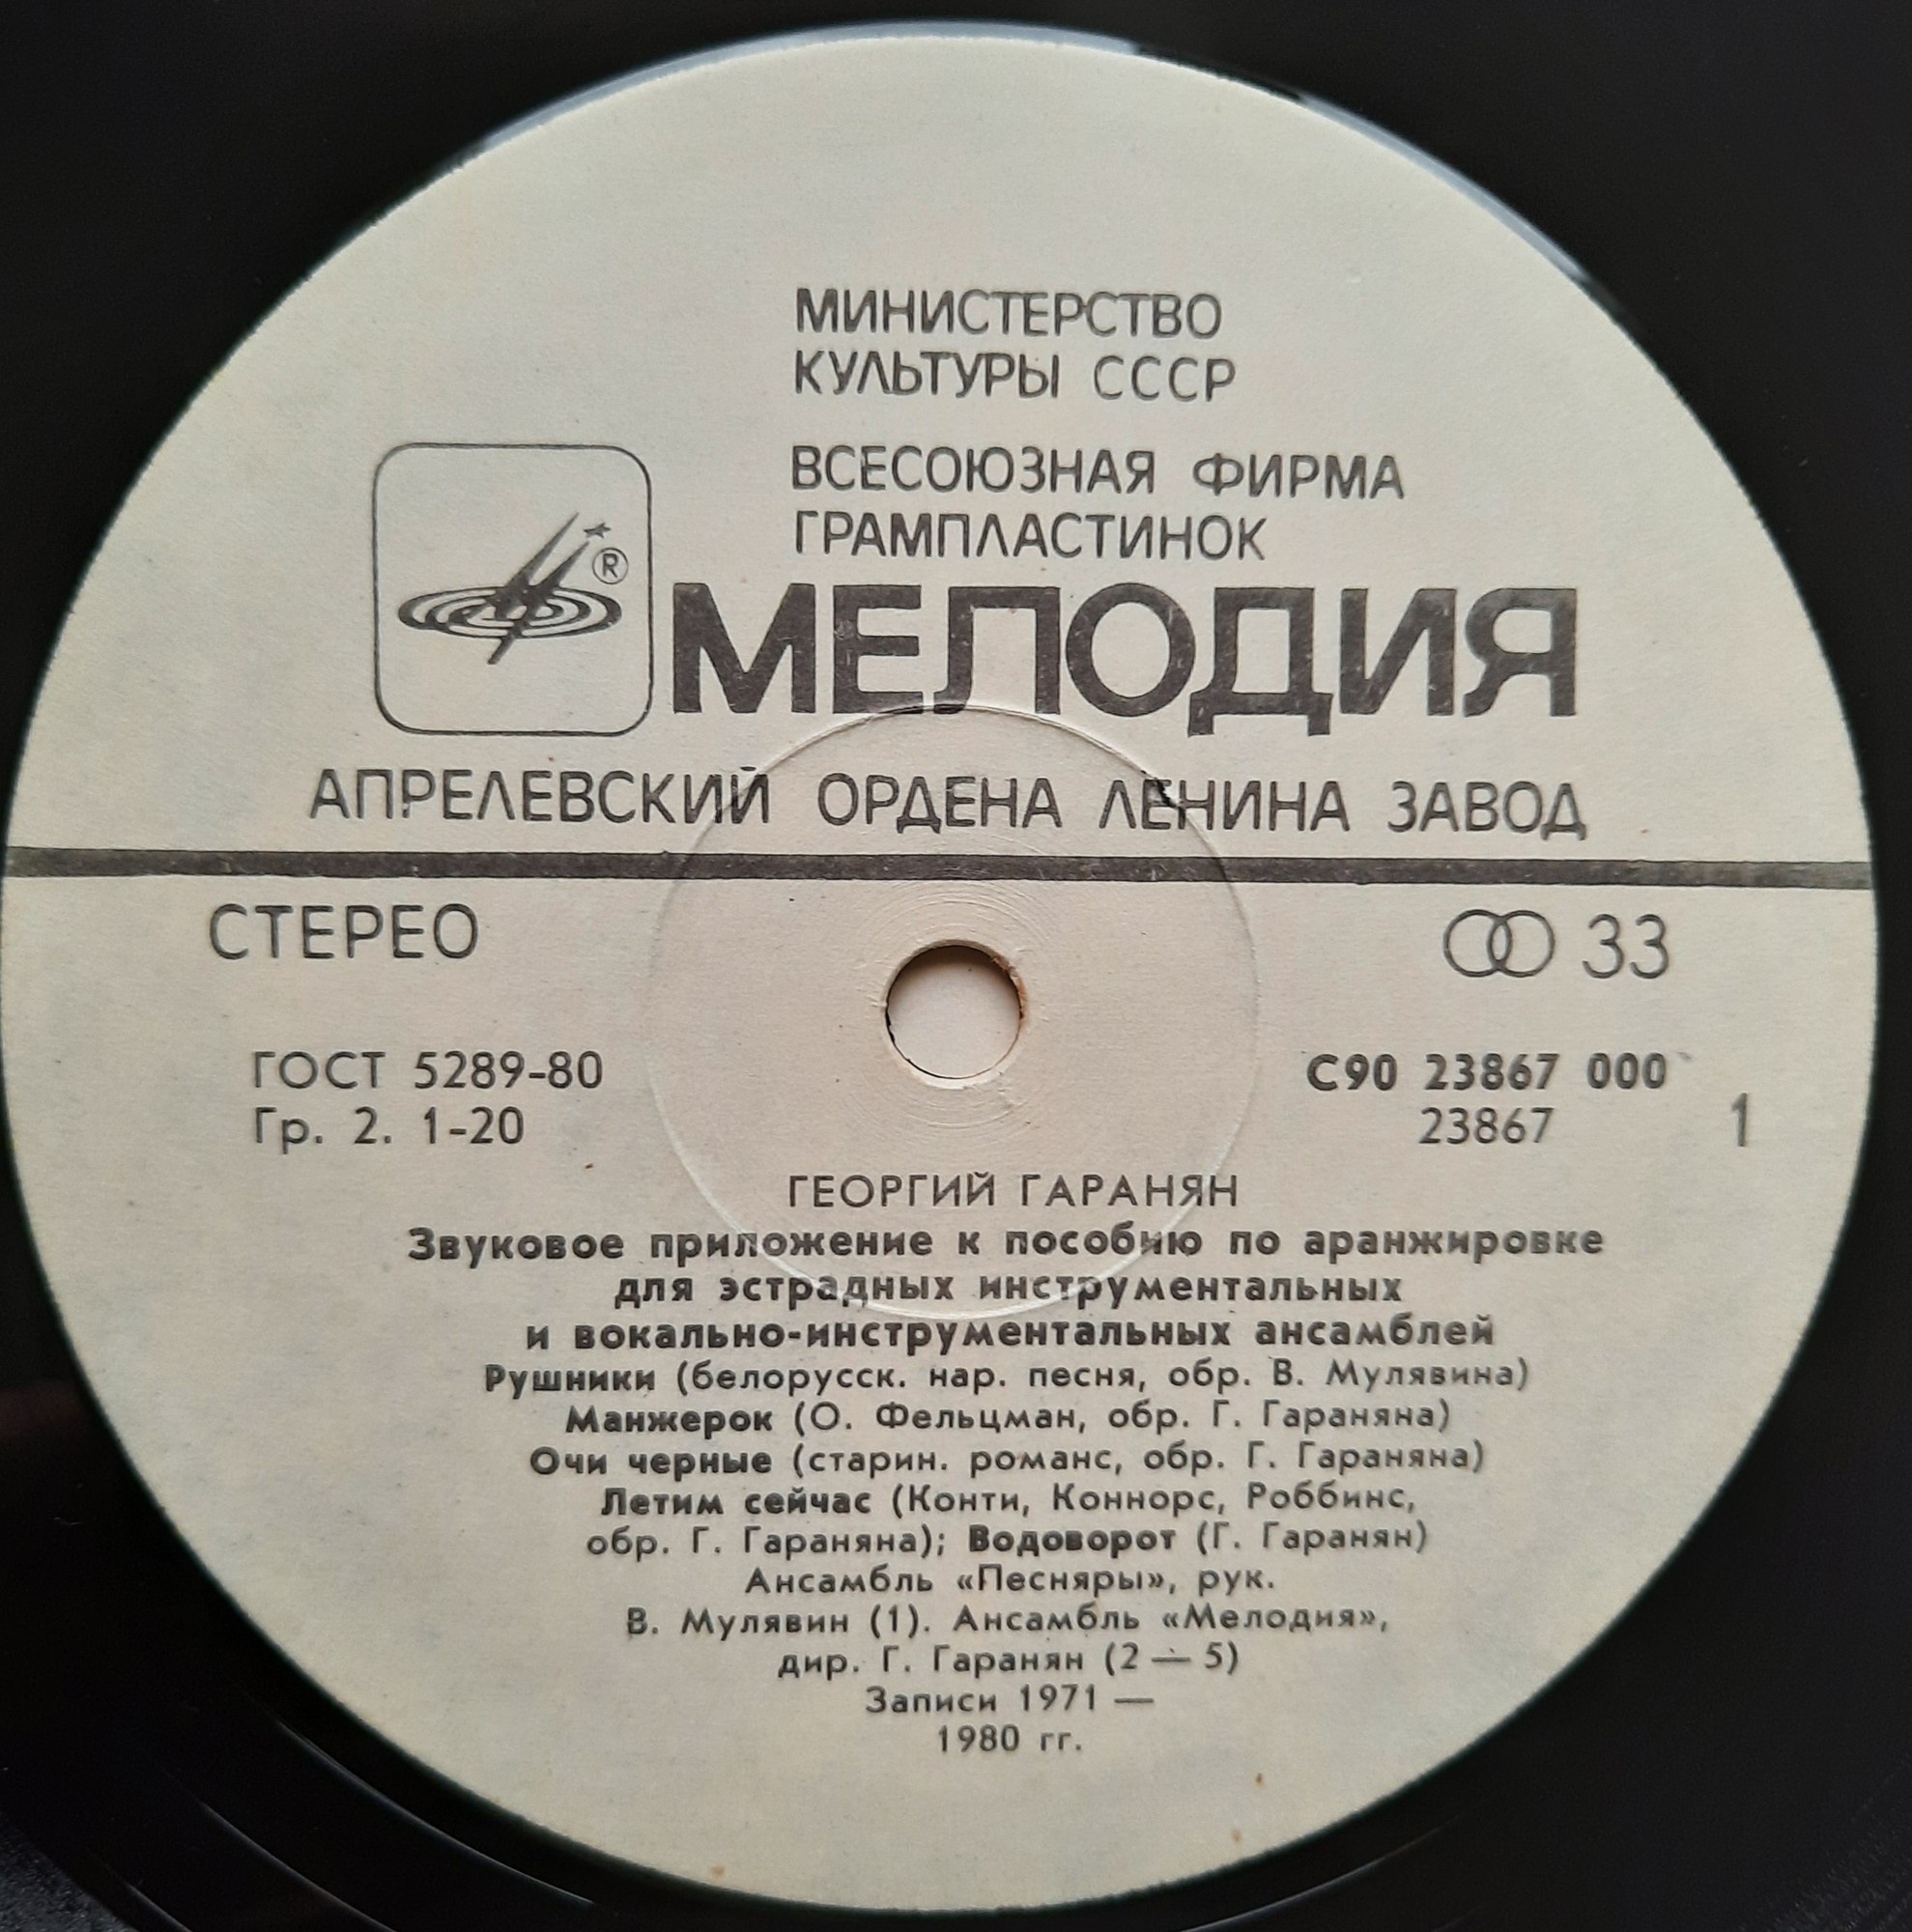 МИНИСТЕРСТВО
КУЛЬТУРЫ СССР
ВСЕСОЮЗНАЯ ФИРМА
ГРАМПЛАСТИНОК
®
МЕЛОДИЯ
АПРЕЛЕВСКИЙ ОРДЕНА ЛЕНИНА ЗАВОД
СТЕРЕО
33
ГОСТ 5289-80
Гр. 2. 1-20
С90 23867 000
23867
1
ГЕОРГИЙ ГАРАНЯН
Звуковое приложение к пособию по аранжировке
для эстрадных инструментальных
и вокально-инструментальных ансамблей
Рушники (белорусск. нар. песня, обр. В. Мулявина)
Манжерок (О. Фельцман, обр. Г. Гараняна)
Очи черные (старин. романс, обр. Г. Гараняна)
Летим сейчас (Конти, Коннорс, Роббинс,
обр. Г. Гараняна); Водоворот (Г. Гаранян)
Ансамбль «Песняры», рук.
В. Мулявин (1). Ансамбль «Мелодия»,
дир. Г. Гаранян (2 — 5)
Записи 1971 —
1980 гг.